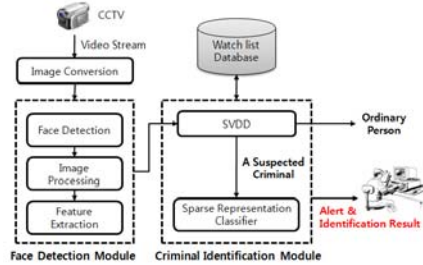 CCTV
Video Stream
Image Conversion
Face Detection
Image
Processing
Feature
Extraction
Face Detection Module
Watch list
Database
SVDD
Ordinary
Person
A Suspected
Criminal
Sparse Representation
Classifier
Alert &
Identification Result
Criminal Identification Module